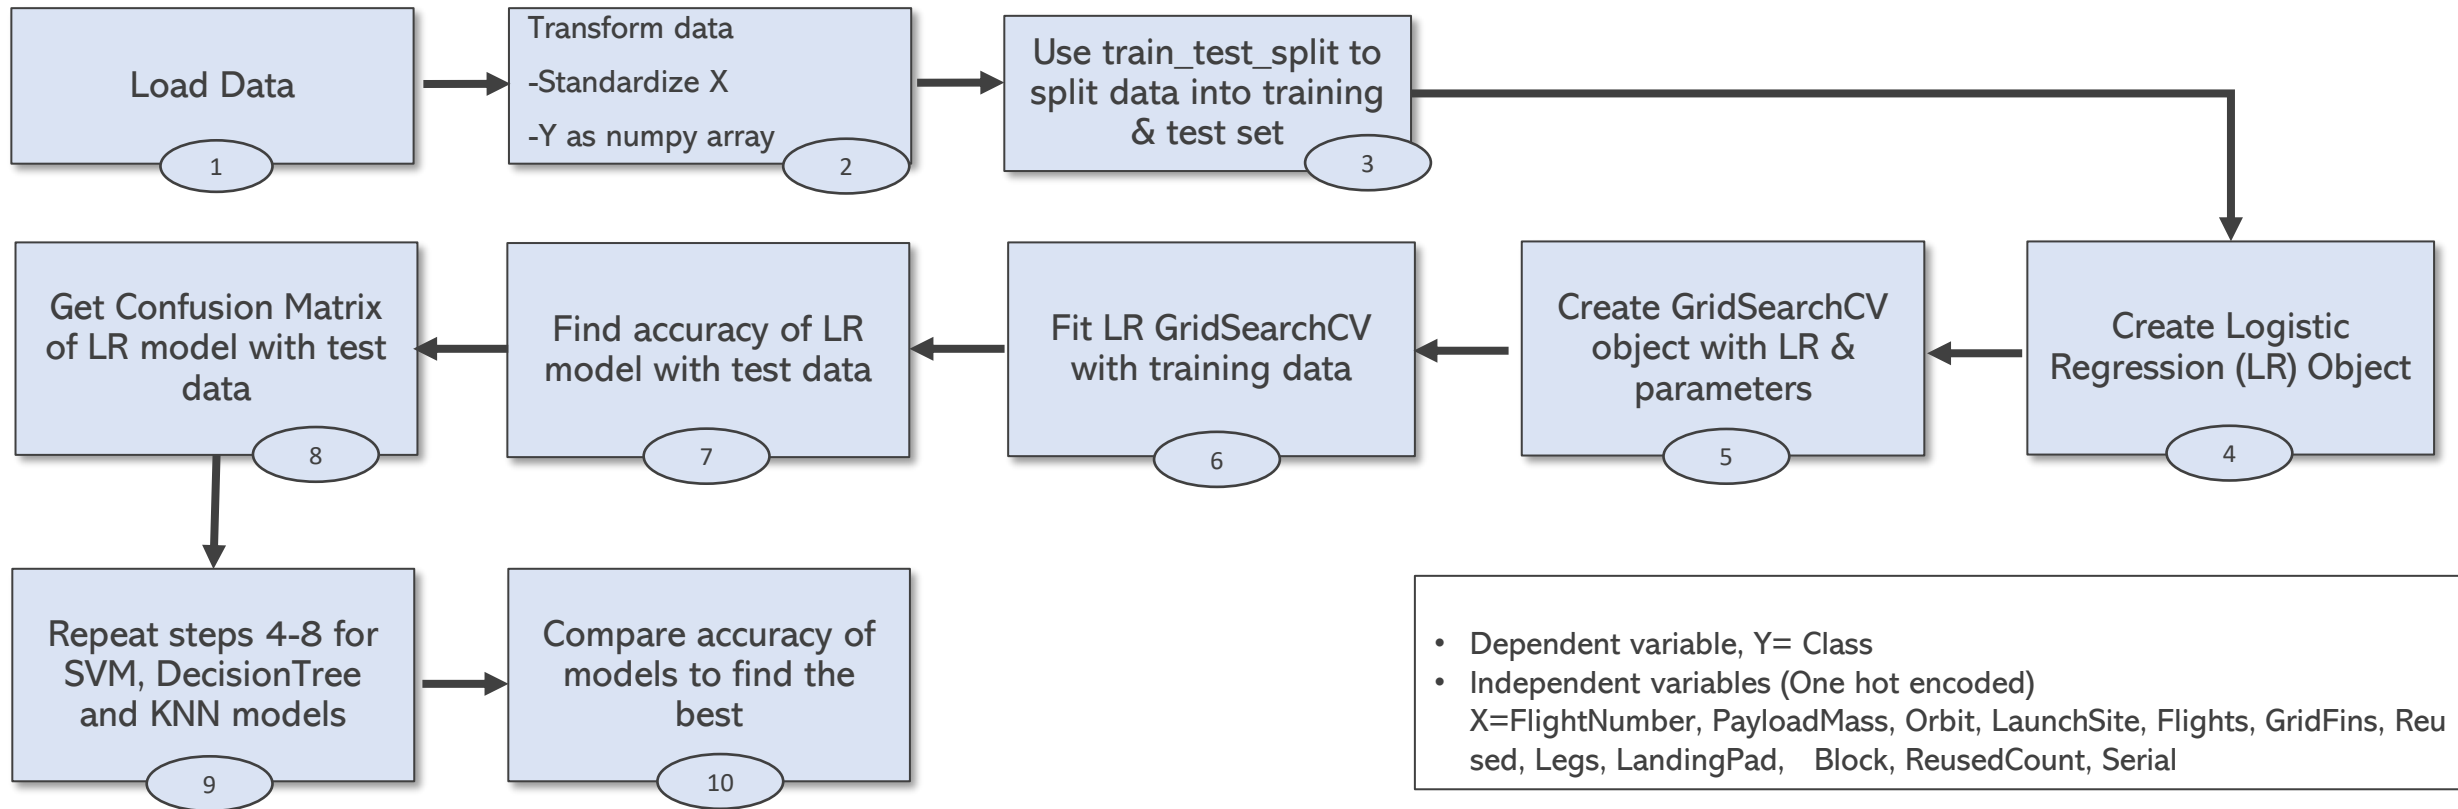 Load Data
1
Transform data
-Standardize X
-Y as numpy array
2
Use train_test_split to
split data into training
& test set
3
Create Logistic
Regression (LR) Object
4
Create GridSearchCV
object with LR &
parameters
5
Fit LR GridSearchCV
with training data
6
Find accuracy of LR
model with test data
7
Get Confusion Matrix
of LR model with test
data
8
Repeat steps 4-8 for
SVM, DecisionTree
and KNN models
9
Compare accuracy of
models to find the
best
10
• Dependent variable, Y= Class
• Independent variables (One hot encoded)
X=FlightNumber, PayloadMass, Orbit, LaunchSite, Flights, GridFins, Reu
sed, Legs, LandingPad, Block, ReusedCount, Serial